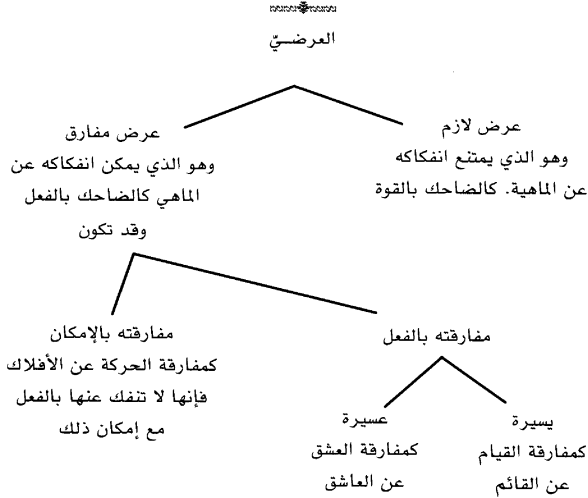 العرضــيّ
عرض لازم
وهو الذي يمتنع انفكاكه
عن الماهية. كالضاحك بالقوة
عرض مفارق
وهو الذي يمكن انفكاكه عن
الماهي كالضاحك بالفعل
وقد تكون
مفارقته بالفعل
يسيرة
كمفارقة القيام
عن القائم
عسيرة
كمفارقة العشق
عن العاشق
مفارقته بالإمكان
كمفارقة الحركة عن الأفلاك
فإنها لا تنفك عنها بالفعل
مع إمكان ذلك